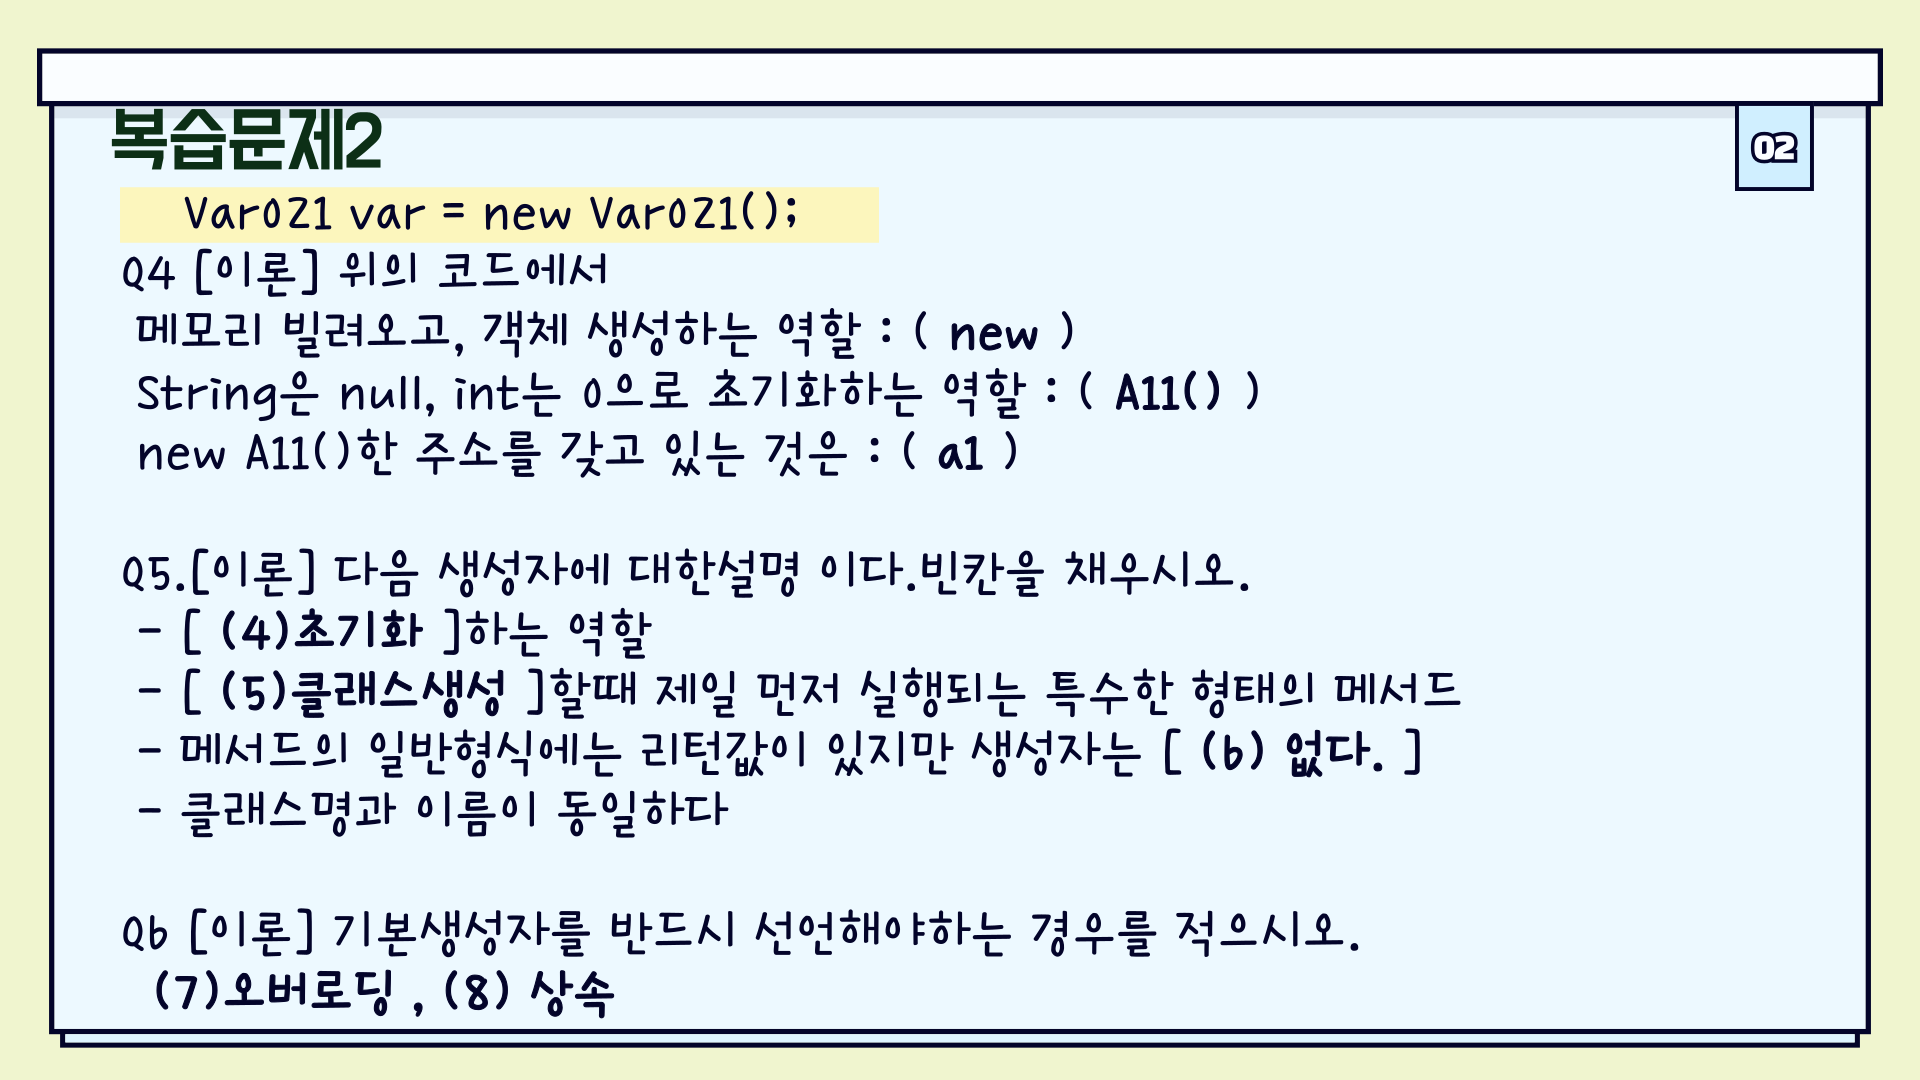 복습문제2
02
Var021 var = new Var021();
Q4 [이론] 위의 코드에서
메모리 빌려오고, 객체 생성하는 역할 : ( new )
String은 null, int는 0으로 초기화하는 역할 : ( A11() )
new A11()한 주소를 갖고 있는 것은 : ( a1 )
Q5.[이론] 다음 생성자에 대한설명 이다.빈칸을 채우시오.
- [ (4)초기화 ]하는 역할
- [ (5)클래스생성 ]할때 제일 먼저 실행되는 특수한 형태의 메서드
- 메서드의 일반형식에는 리턴값이 있지만 생성자는 [ (6) 없다. ]
- 클래스명과 이름이 동일하다
Q6 [이론] 기본생성자를 반드시 선언해야하는 경우를 적으시오.
(7)오버로딩 , (8) 상속